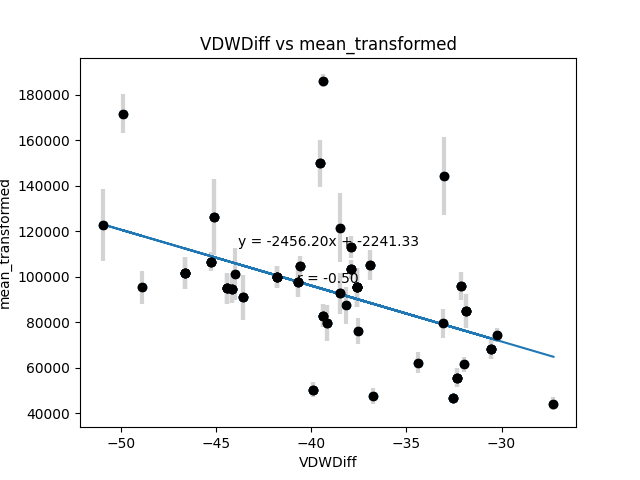 VDWDiff vs mean_transformed
180000
160000
140000
120000
100000
80000
60000
40000
mean_transformed
y = -2456.20x + -2241.33
r = -0.50
−50
−45
−40
−35
−30
VDWDiff